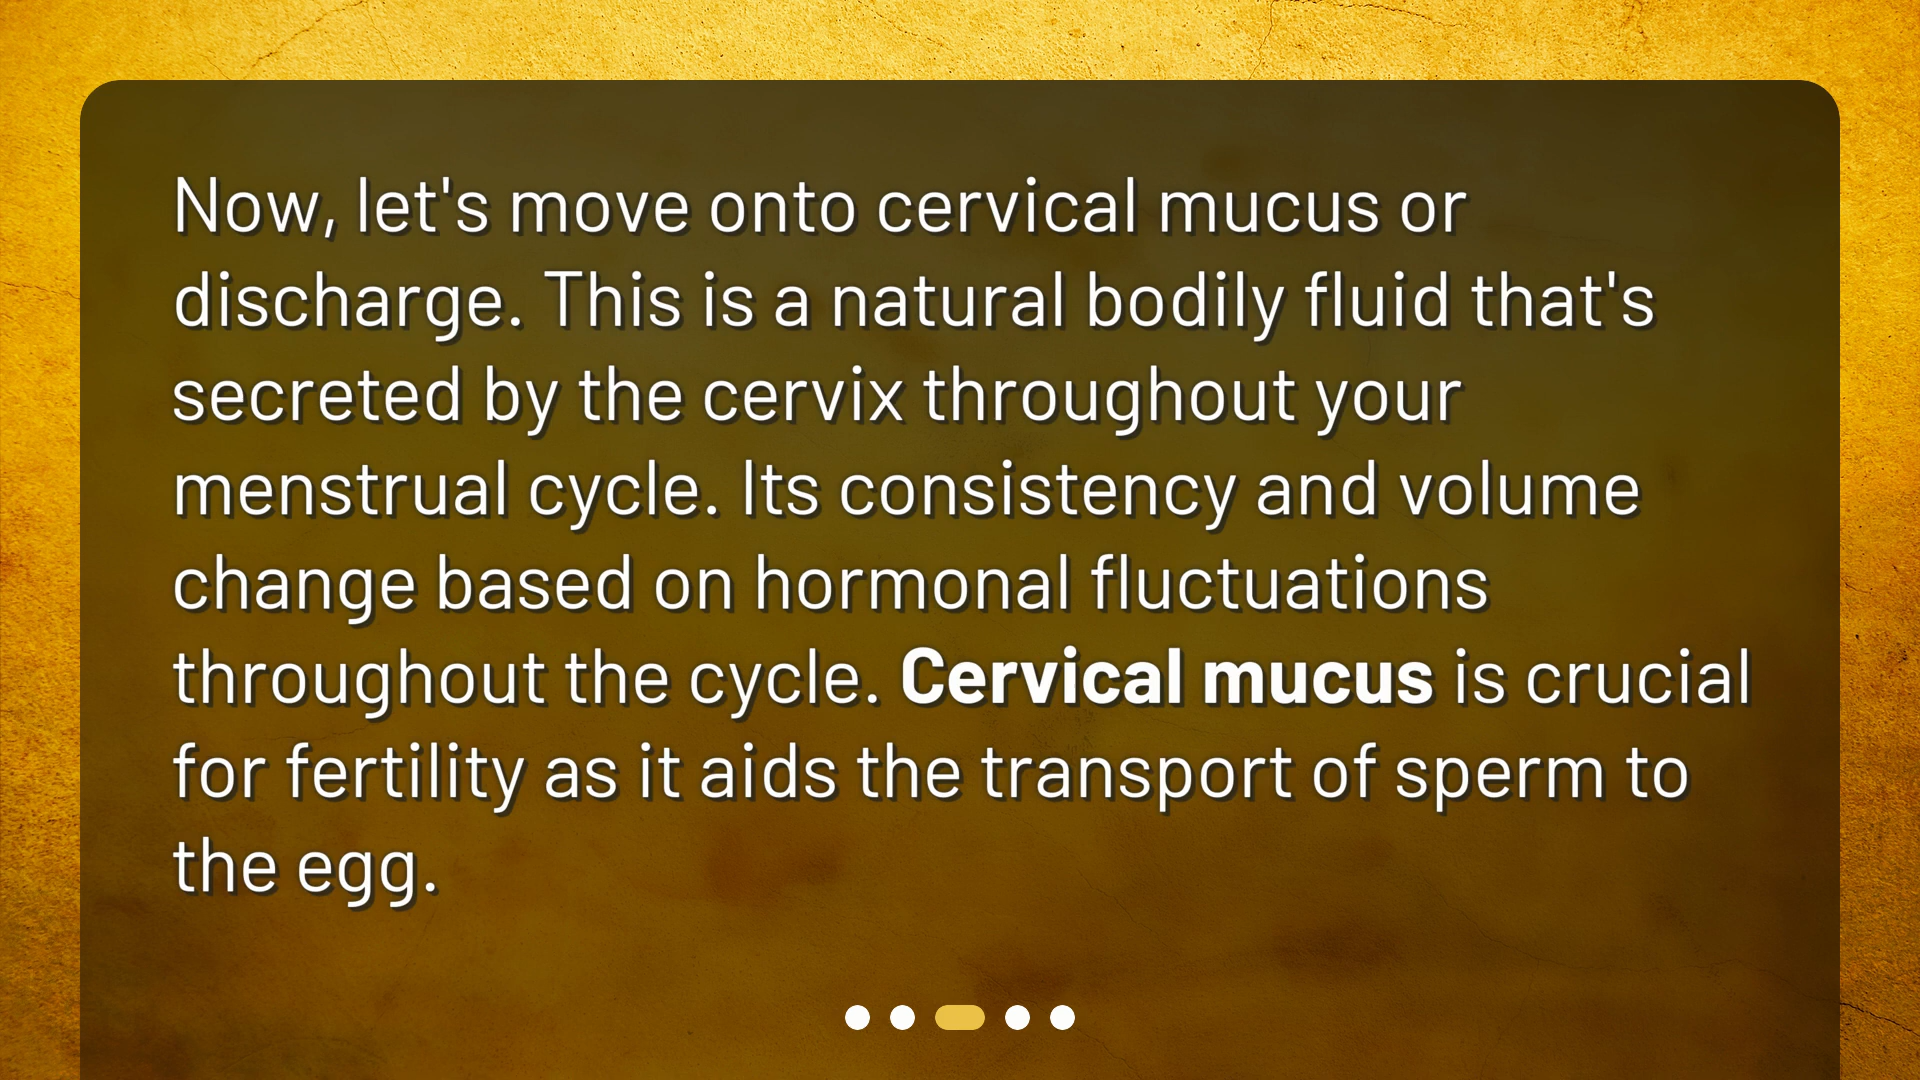 Now, let's move onto cervical mucus or
discharge. This is a natural bodily fluid that's
secreted by the cervix throughout your
menstrual cycle. Its consistency and volume
change based on hormonal fluctuations
throughout the cycle. Cervical mucus is crucial
for fertility as it aids the transport of sperm to
the egg.